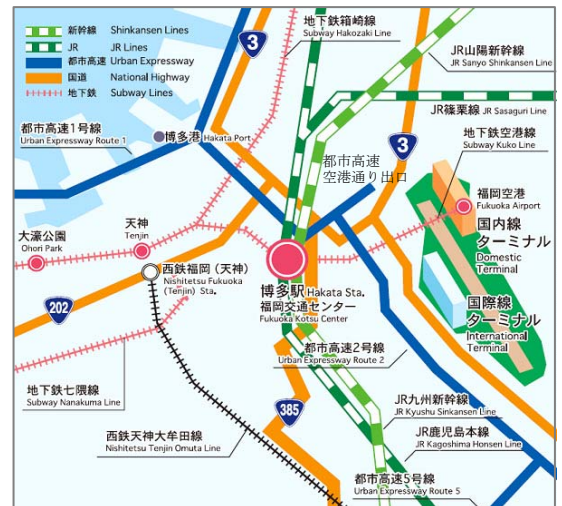 新幹線 Shinkansen Lines
JR JR Lines
都市高速 Urban Expressway
国道 National Highway
地下鉄 Subway Lines
地下鉄箱崎線
Subway Hakozaki Line
3
JR山陽新幹線
JR Sanyo Shinkansen Line
JR篠栗線 JR Sasaguri Line
都市高速1号線
Urban Expressway Route 1
博多港 Hakata Port
3
地下鉄空港線
Subway Kuko Line
都市高速
空港通り出口
福岡空港
Fukuoka Airport
天神
Tenjin
大濠公園
Ohori Park
国内線
ターミナル
Domestic
Terminal
西鉄福岡（天神）
Nishitetsu Fukuoka
(Tenjin) Sta.
博多駅 Hakata Sta.
福岡交通センター
Fukuoka Kotsu Center
国際線
ターミナル
International
Terminal
202
都市高速2号線
Urban Expressway Route 2
地下鉄七隈線
Subway Nanakuma Line
385
JR九州新幹線
JR Kyushu Sinkansen Line
西鉄天神大牟田線
Nishitetsu Tenjin Omuta Line
JR鹿児島本線
JR Kagoshima Honsen Line
都市高速5号線
Urban Expressway Route 5